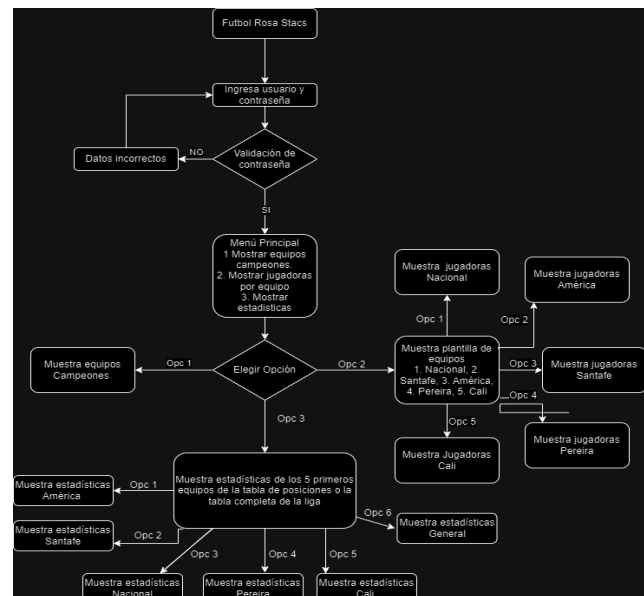 Futbol Rosa Stacs
Ingresa usuario y
contraseña
Datos incorrectos
NO
Validación de
contraseña
SI
Menú Principal
1 Mostrar equipos
campeones.
2. Mostrar jugadoras
por equipo
3. Mostrar
estadisticas
Muestra jugadoras
Nacional
Muestra jugadoras
América
Opc 1
Opc 2
Muestra equipos
Campeones
Opc 1
Elegir Opción
Opc 2
Muestra plantilla de
equipos
1. Nacional, 2.
Santafe, 3. América,
4. Pereira, 5. Cali
Opc 3
Muestra jugadoras
Santafe
Opc 4
Muestra jugadoras
Pereira
Opc 5
Muestra Jugadoras
Cali
Opc 3
Muestra estadísticas de los 5 primeros
equipos de la tabla de posiciones o la
tabla completa de la liga
Muestra estadísticas
América
Opc 1
Muestra estadísticas
Santafe
Opc 2
Opc 6
Muestra estadísticas
General
Opc 3
Opc 4
Opc 5
Muestra estadísticas
Nacional
Muestra estadísticas
Pereira
Muestra estadísticas
Cali